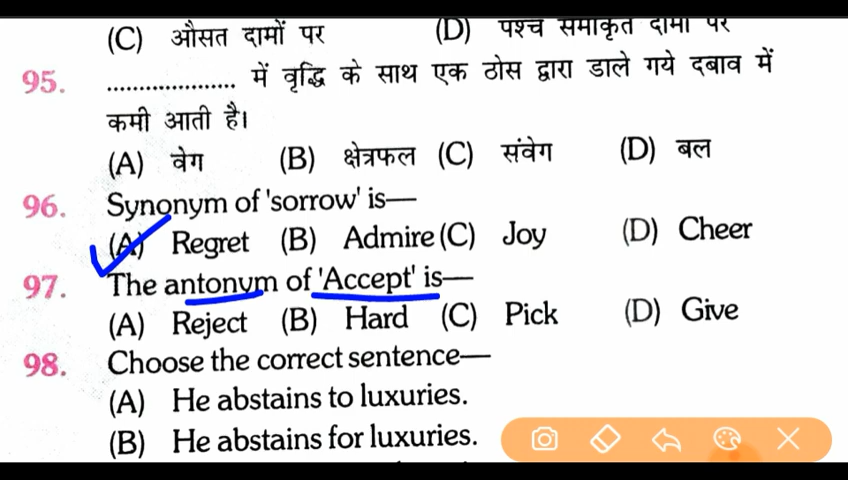 (C) औसत दामों पर (D) पश्च समाकृत दामों पर
95. .................... में वृद्धि के साथ एक ठोस द्वारा डाले गये दबाव में
कमी आती है।
(A) वेग (B) क्षेत्रफल (C) संवेग (D) बल
96. Synonym of 'sorrow' is—
(A) Regret (B) Admire (C) Joy (D) Cheer
97. The antonym of 'Accept' is—
(A) Reject (B) Hard (C) Pick (D) Give
98. Choose the correct sentence—
(A) He abstains to luxuries.
(B) He abstains for luxuries.